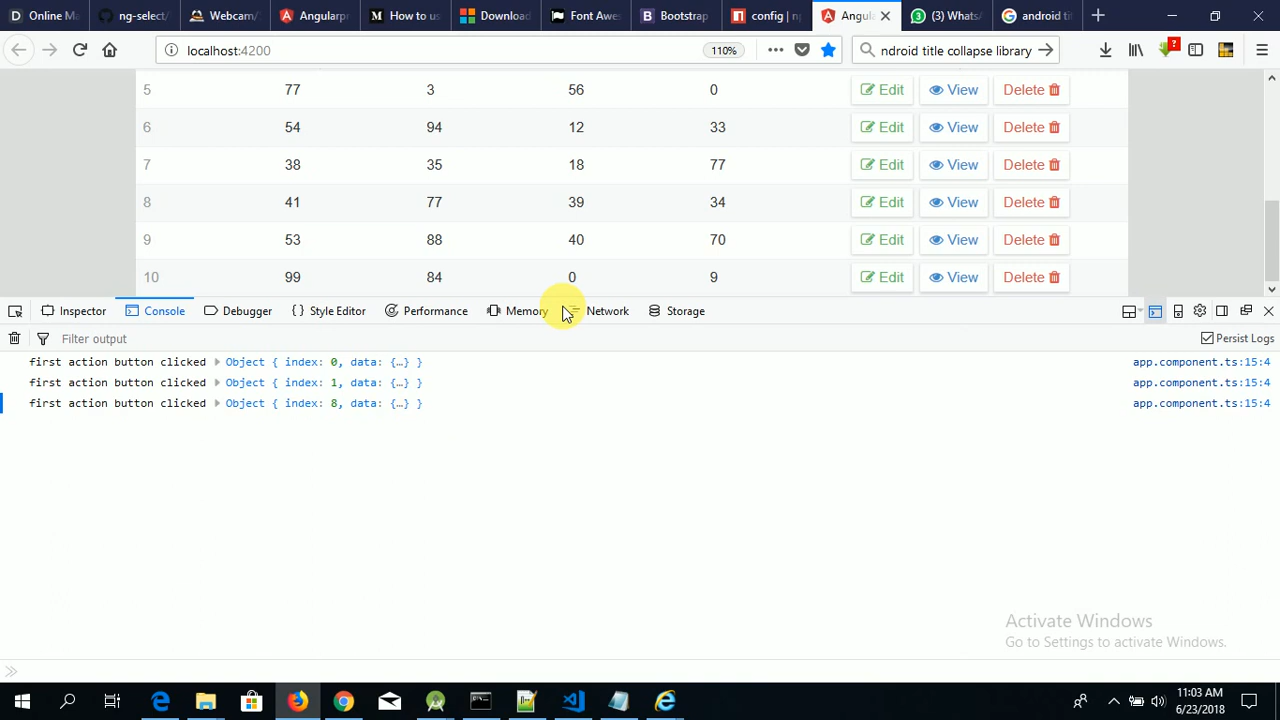 Online Ma
ng-select/
Webcam/
Angularpr
How to us
Download
Font Awes
Bootstrap
config | np
Angula
(3) WhatsA
android tit
localhost:4200
110%
ndroid title collapse library
?
5 77 3 56 0 Edit View Delete
6 54 94 12 33 Edit View Delete
7 38 35 18 77 Edit View Delete
8 41 77 39 34 Edit View Delete
9 53 88 40 70 Edit View Delete
10 99 84 0 9 Edit View Delete
Inspector Console Debugger Style Editor Performance Memory Network Storage
Filter output Persist Logs
first action button clicked Object { index: 0, data: {…} } app.component.ts:15:4
first action button clicked Object { index: 1, data: {…} } app.component.ts:15:4
first action button clicked Object { index: 8, data: {…} } app.component.ts:15:4
Activate Windows
Go to Settings to activate Windows.
11:03 AM
6/23/2018